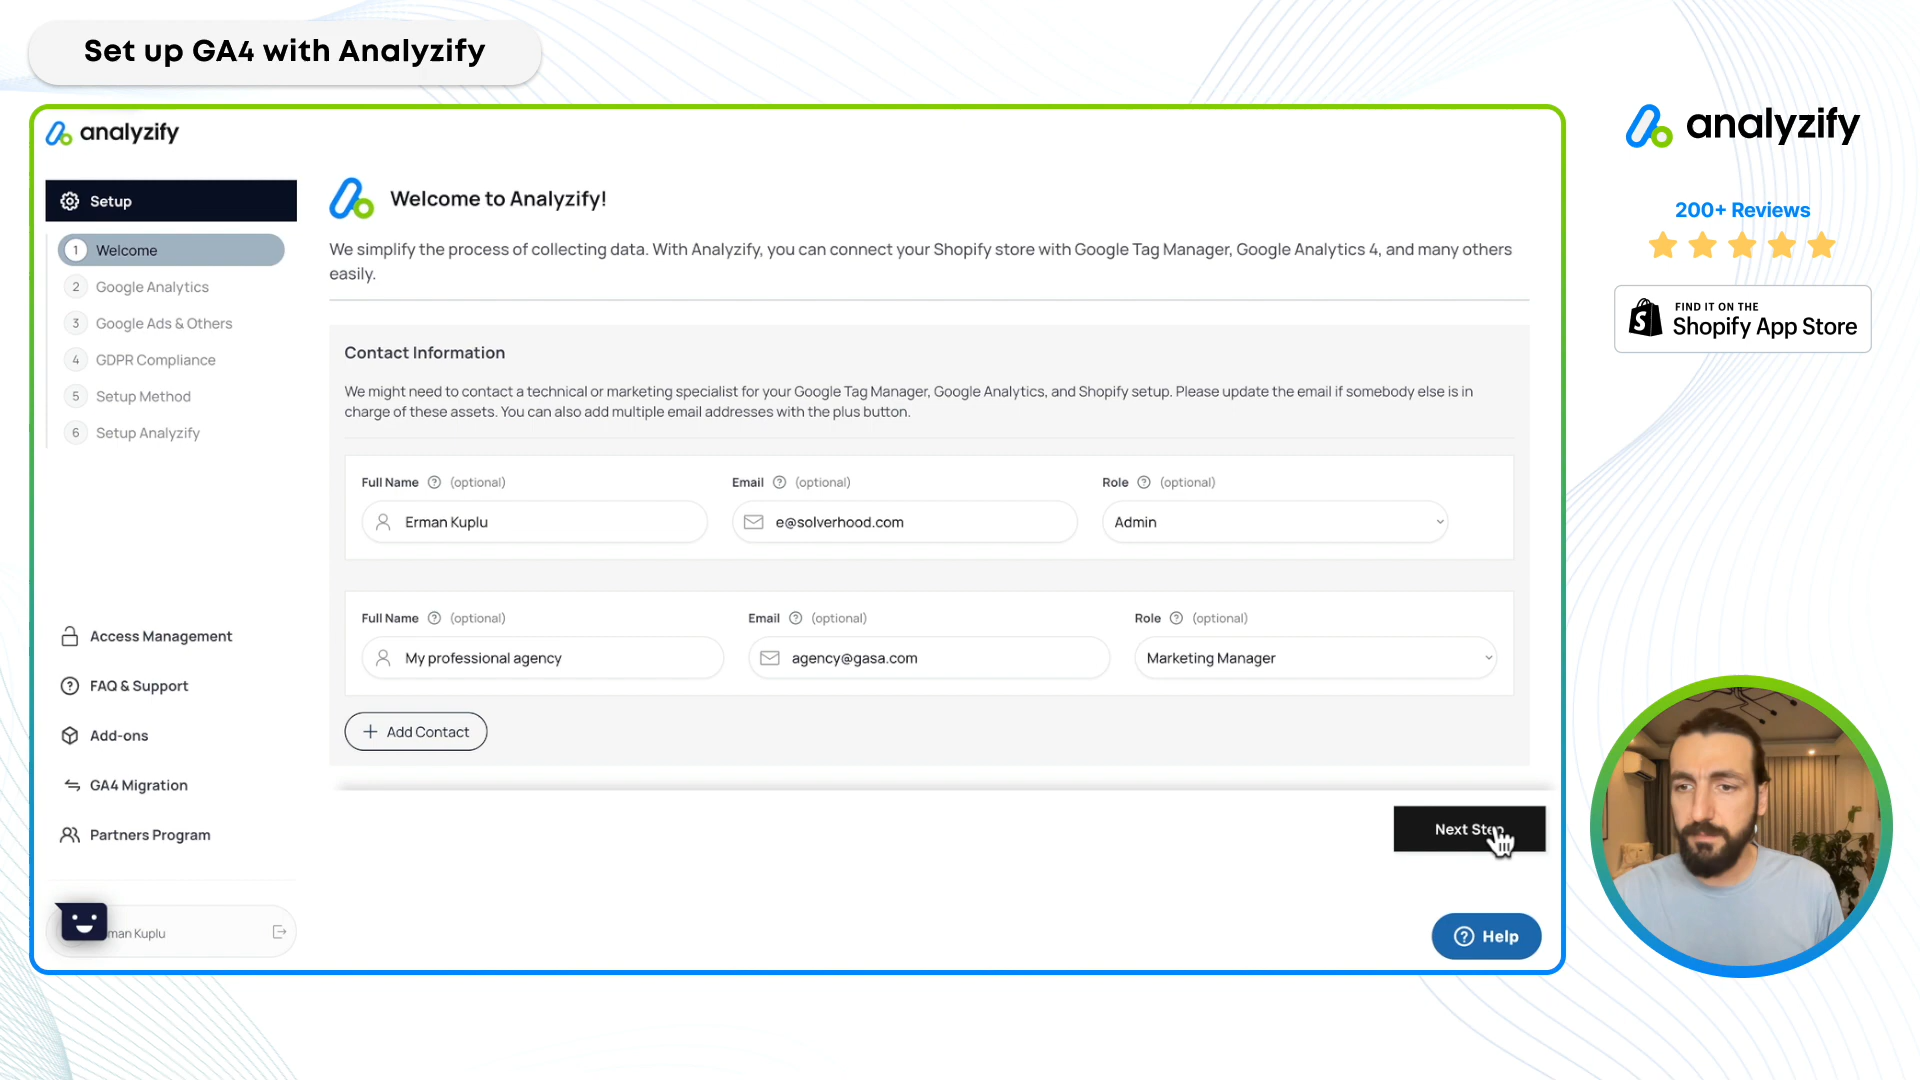 Set up GA4 with Analyzify
analyzify
Setup
1 Welcome
2 Google Analytics
3 Google Ads & Others
4 GDPR Compliance
5 Setup Method
6 Setup Analyzify
Access Management
FAQ & Support
Add-ons
GA4 Migration
Partners Program
man Kuplu
Welcome to Analyzify!
We simplify the process of collecting data. With Analyzify, you can connect your Shopify store with Google Tag Manager, Google Analytics 4, and many others
easily.
Contact Information
We might need to contact a technical or marketing specialist for your Google Tag Manager, Google Analytics, and Shopify setup. Please update the email if somebody else is in
charge of these assets. You can also add multiple email addresses with the plus button.
Full Name (optional) Email (optional) Role (optional)
Erman Kuplu e@solverhood.com Admin
Full Name (optional) Email (optional) Role (optional)
My professional agency agency@gasa.com Marketing Manager
+ Add Contact
Next Step
Help
analyzify
200+ Reviews
FIND IT ON THE
Shopify App Store